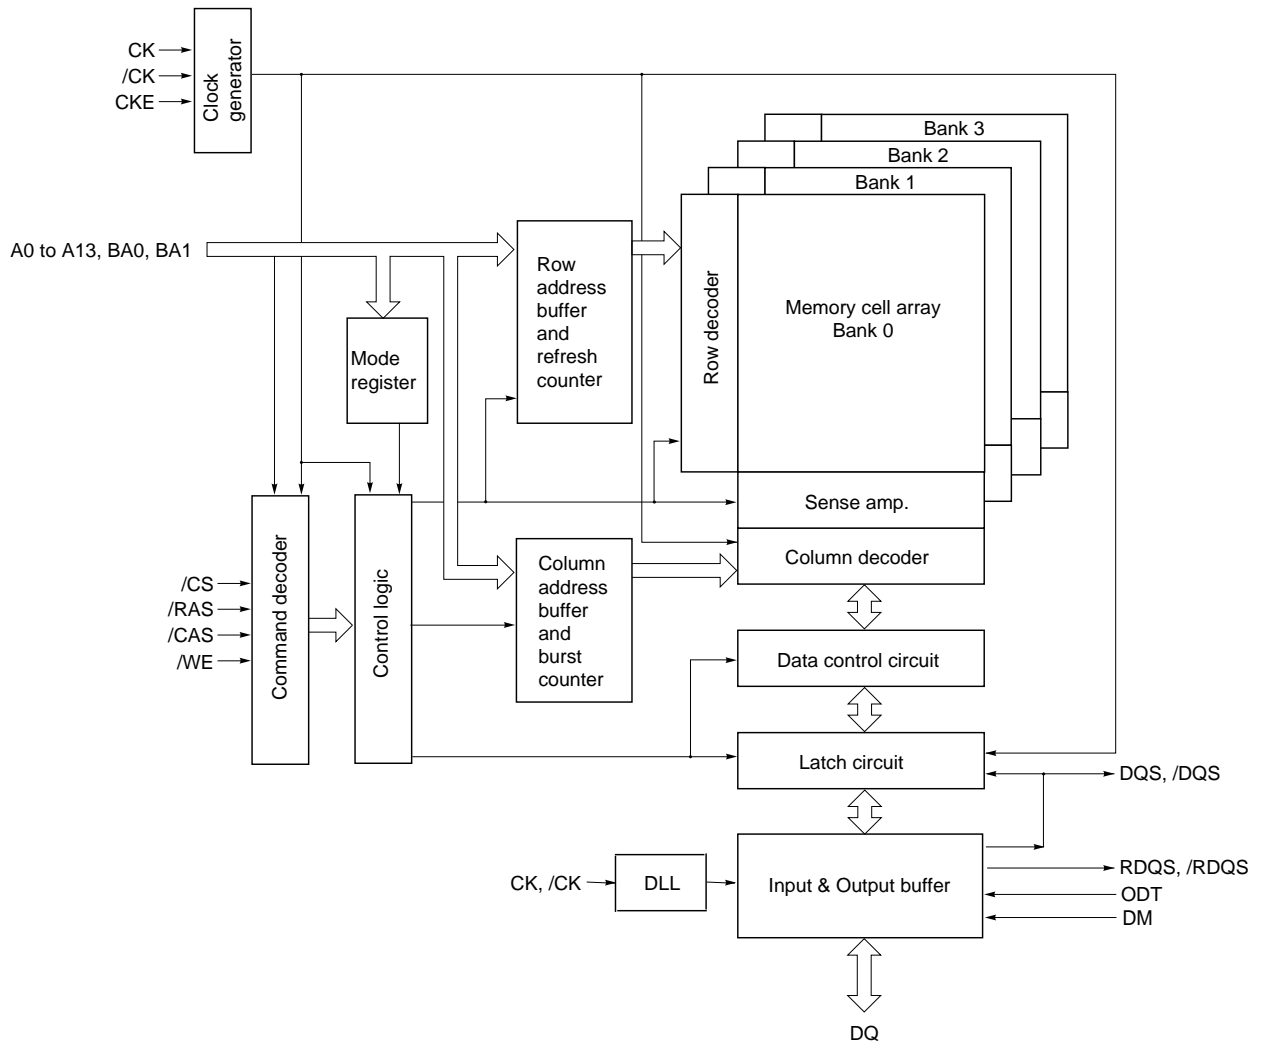 CK
/CK
CKE
Clock
generator
Bank 3
Bank 2
Bank 1
A0 to A13, BA0, BA1
Row
address
buffer
and
refresh
counter
Row decoder
Memory cell array
Bank 0
Mode
register
Sense amp.
Column decoder
/CS
/RAS
/CAS
/WE
Command decoder
Control logic
Column
address
buffer
and
burst
counter
Data control circuit
Latch circuit
DQS, /DQS
CK, /CK
DLL
Input & Output buffer
RDQS, /RDQS
ODT
DM
DQ